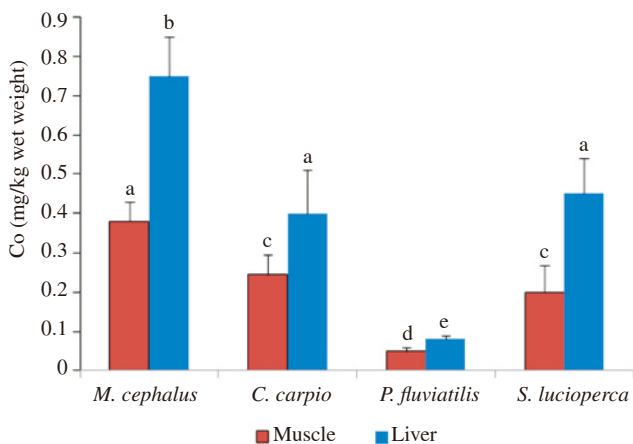 Co (mg/kg wet weight)
0.9
0.8
0.7
0.6
0.5
0.4
0.3
0.2
0.1
0
a
b
c
a
d
e
c
a
M. cephalus
C. carpio
P. fluviatilis
S. lucioperca
Muscle
Liver